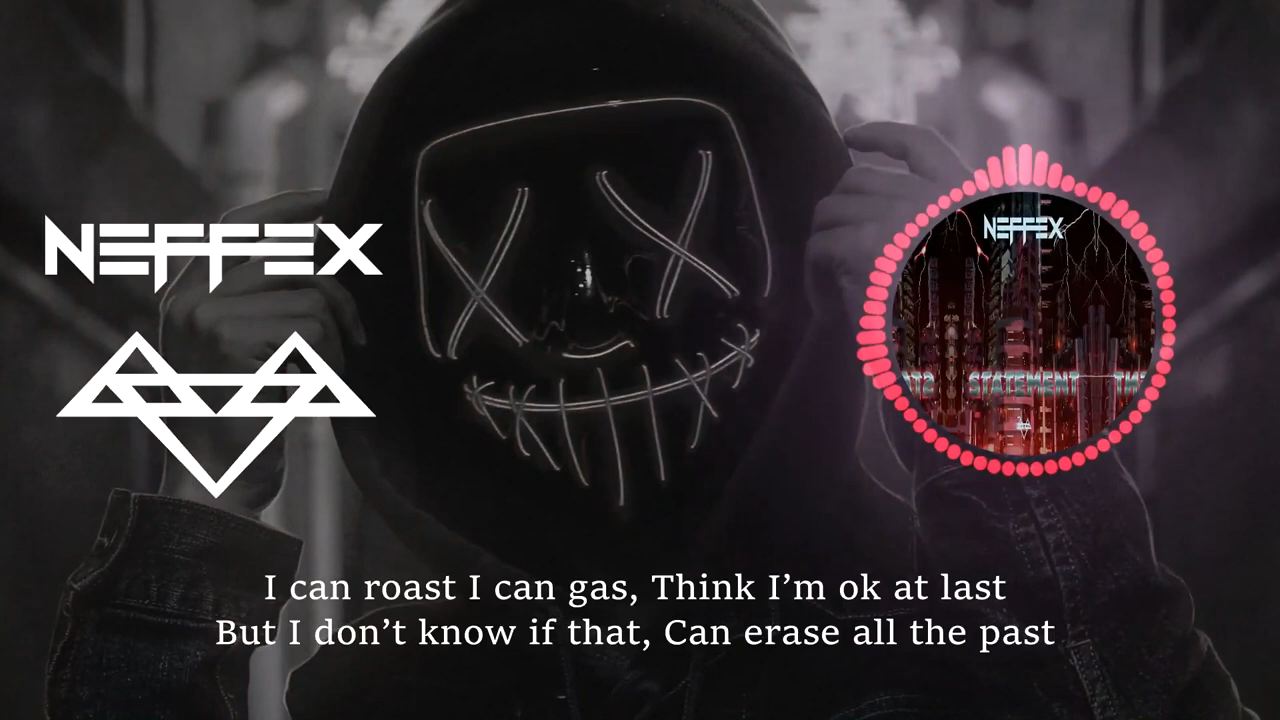 NEFFEX
NEFFEX
STATEMENT
I can roast I can gas, Think I’m ok at last
But I don’t know if that, Can erase all the past